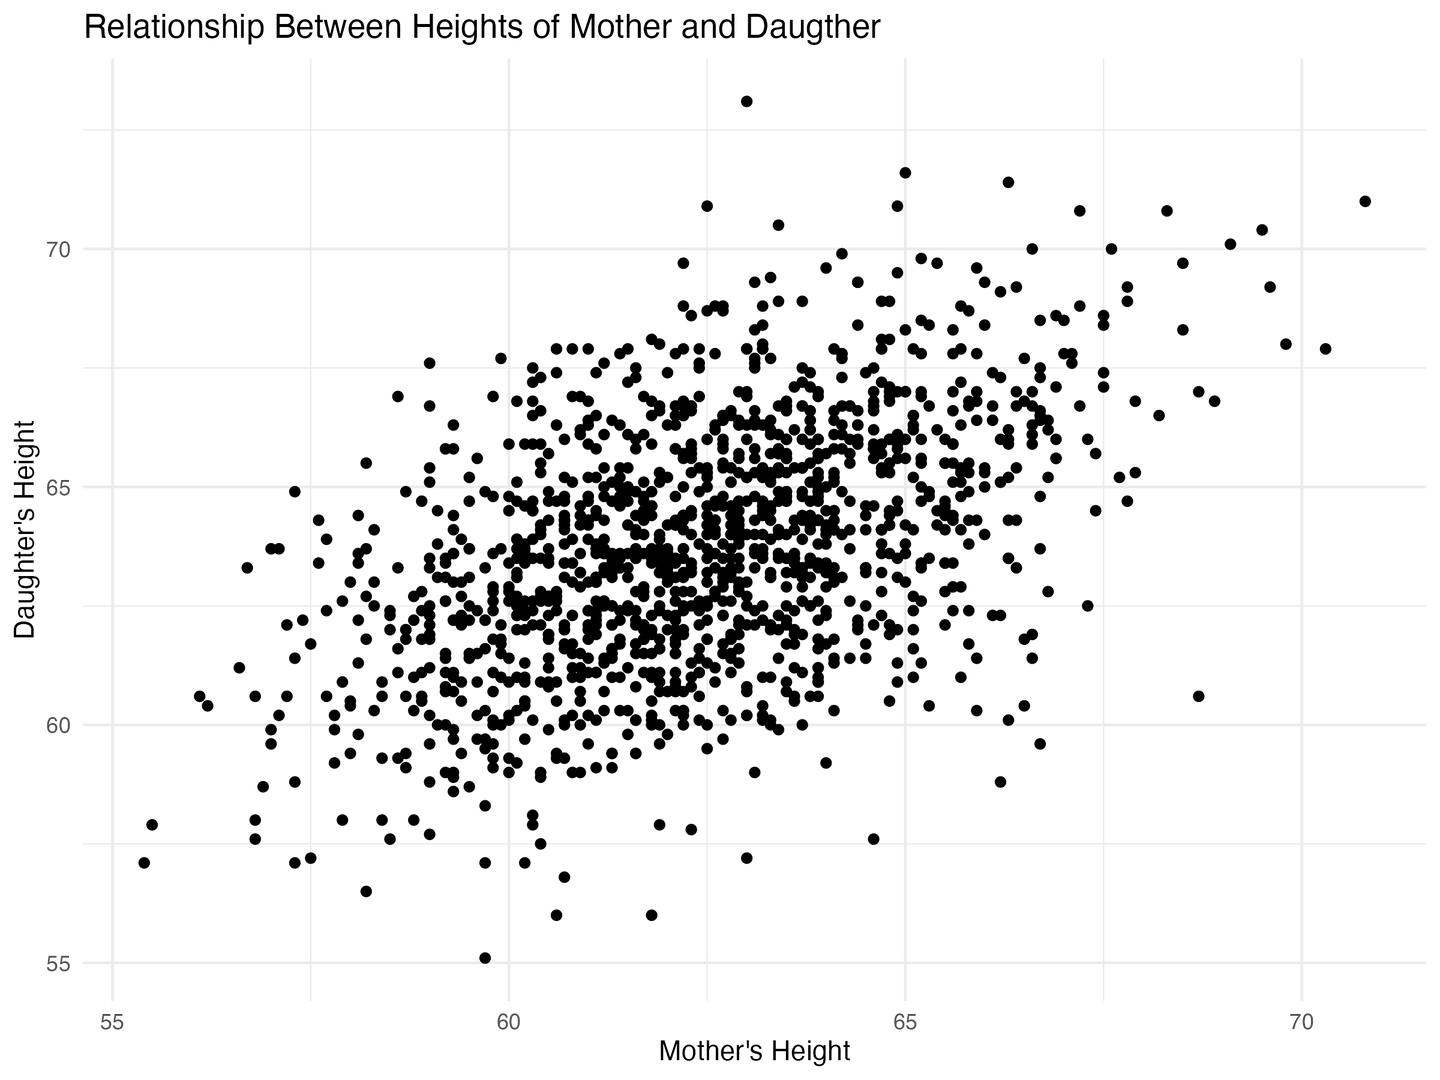 Relationship Between Heights of Mother and Daugther
70
65
60
55
Daughter's Height
55 60 65 70
Mother's Height